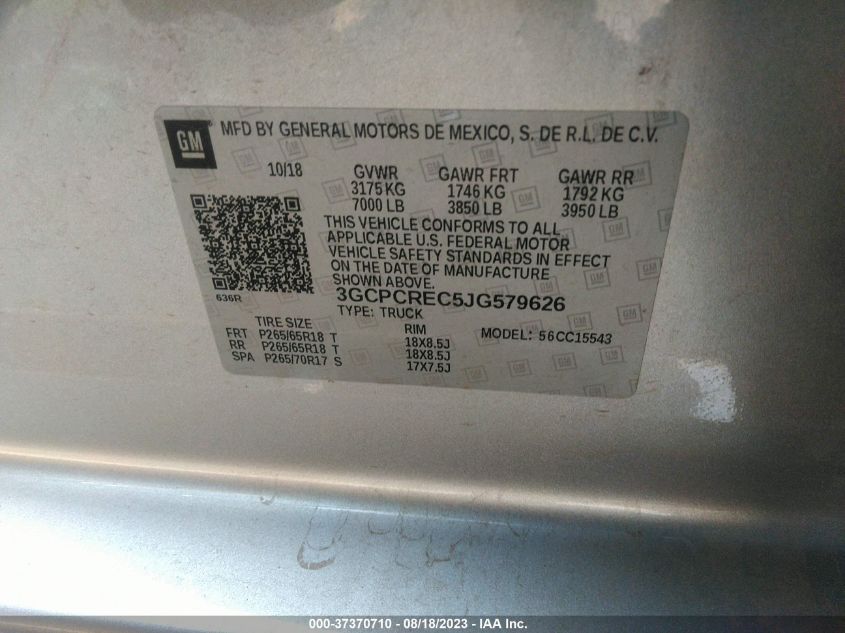 GM
MFD BY GENERAL MOTORS DE MEXICO, S. DE R.L. DE C.V.
10/18 GVWR GAWR FRT GAWR RR
3175 KG 1746 KG 1792 KG
7000 LB 3850 LB 3950 LB
THIS VEHICLE CONFORMS TO ALL
APPLICABLE U.S. FEDERAL MOTOR
VEHICLE SAFETY STANDARDS IN EFFECT
ON THE DATE OF MANUFACTURE
SHOWN ABOVE.
636R
3GCPCREC5JG579626
TYPE: TRUCK
TIRE SIZE RIM MODEL: 56CC15543
FRT P265/65R18 T 18X8.5J
RR P265/65R18 T 18X8.5J
SPA P265/70R17 S 17X7.5J
000-37370710 - 08/18/2023 - IAA Inc.